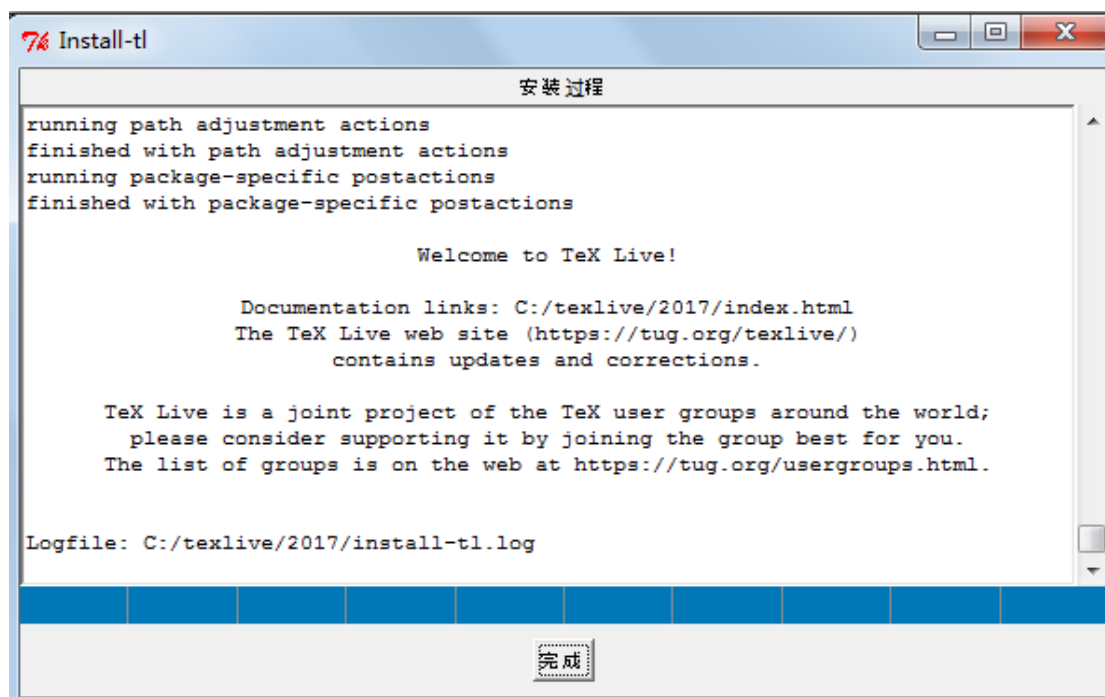 Install-tl
安装过程
running path adjustment actions
finished with path adjustment actions
running package-specific postactions
finished with package-specific postactions
Welcome to TeX Live!
Documentation links: C:/texlive/2017/index.html
The TeX Live web site (https://tug.org/texlive/)
contains updates and corrections.
TeX Live is a joint project of the TeX user groups around the world;
please consider supporting it by joining the group best for you.
The list of groups is on the web at https://tug.org/usergroups.html.
Logfile: C:/texlive/2017/install-tl.log
完成